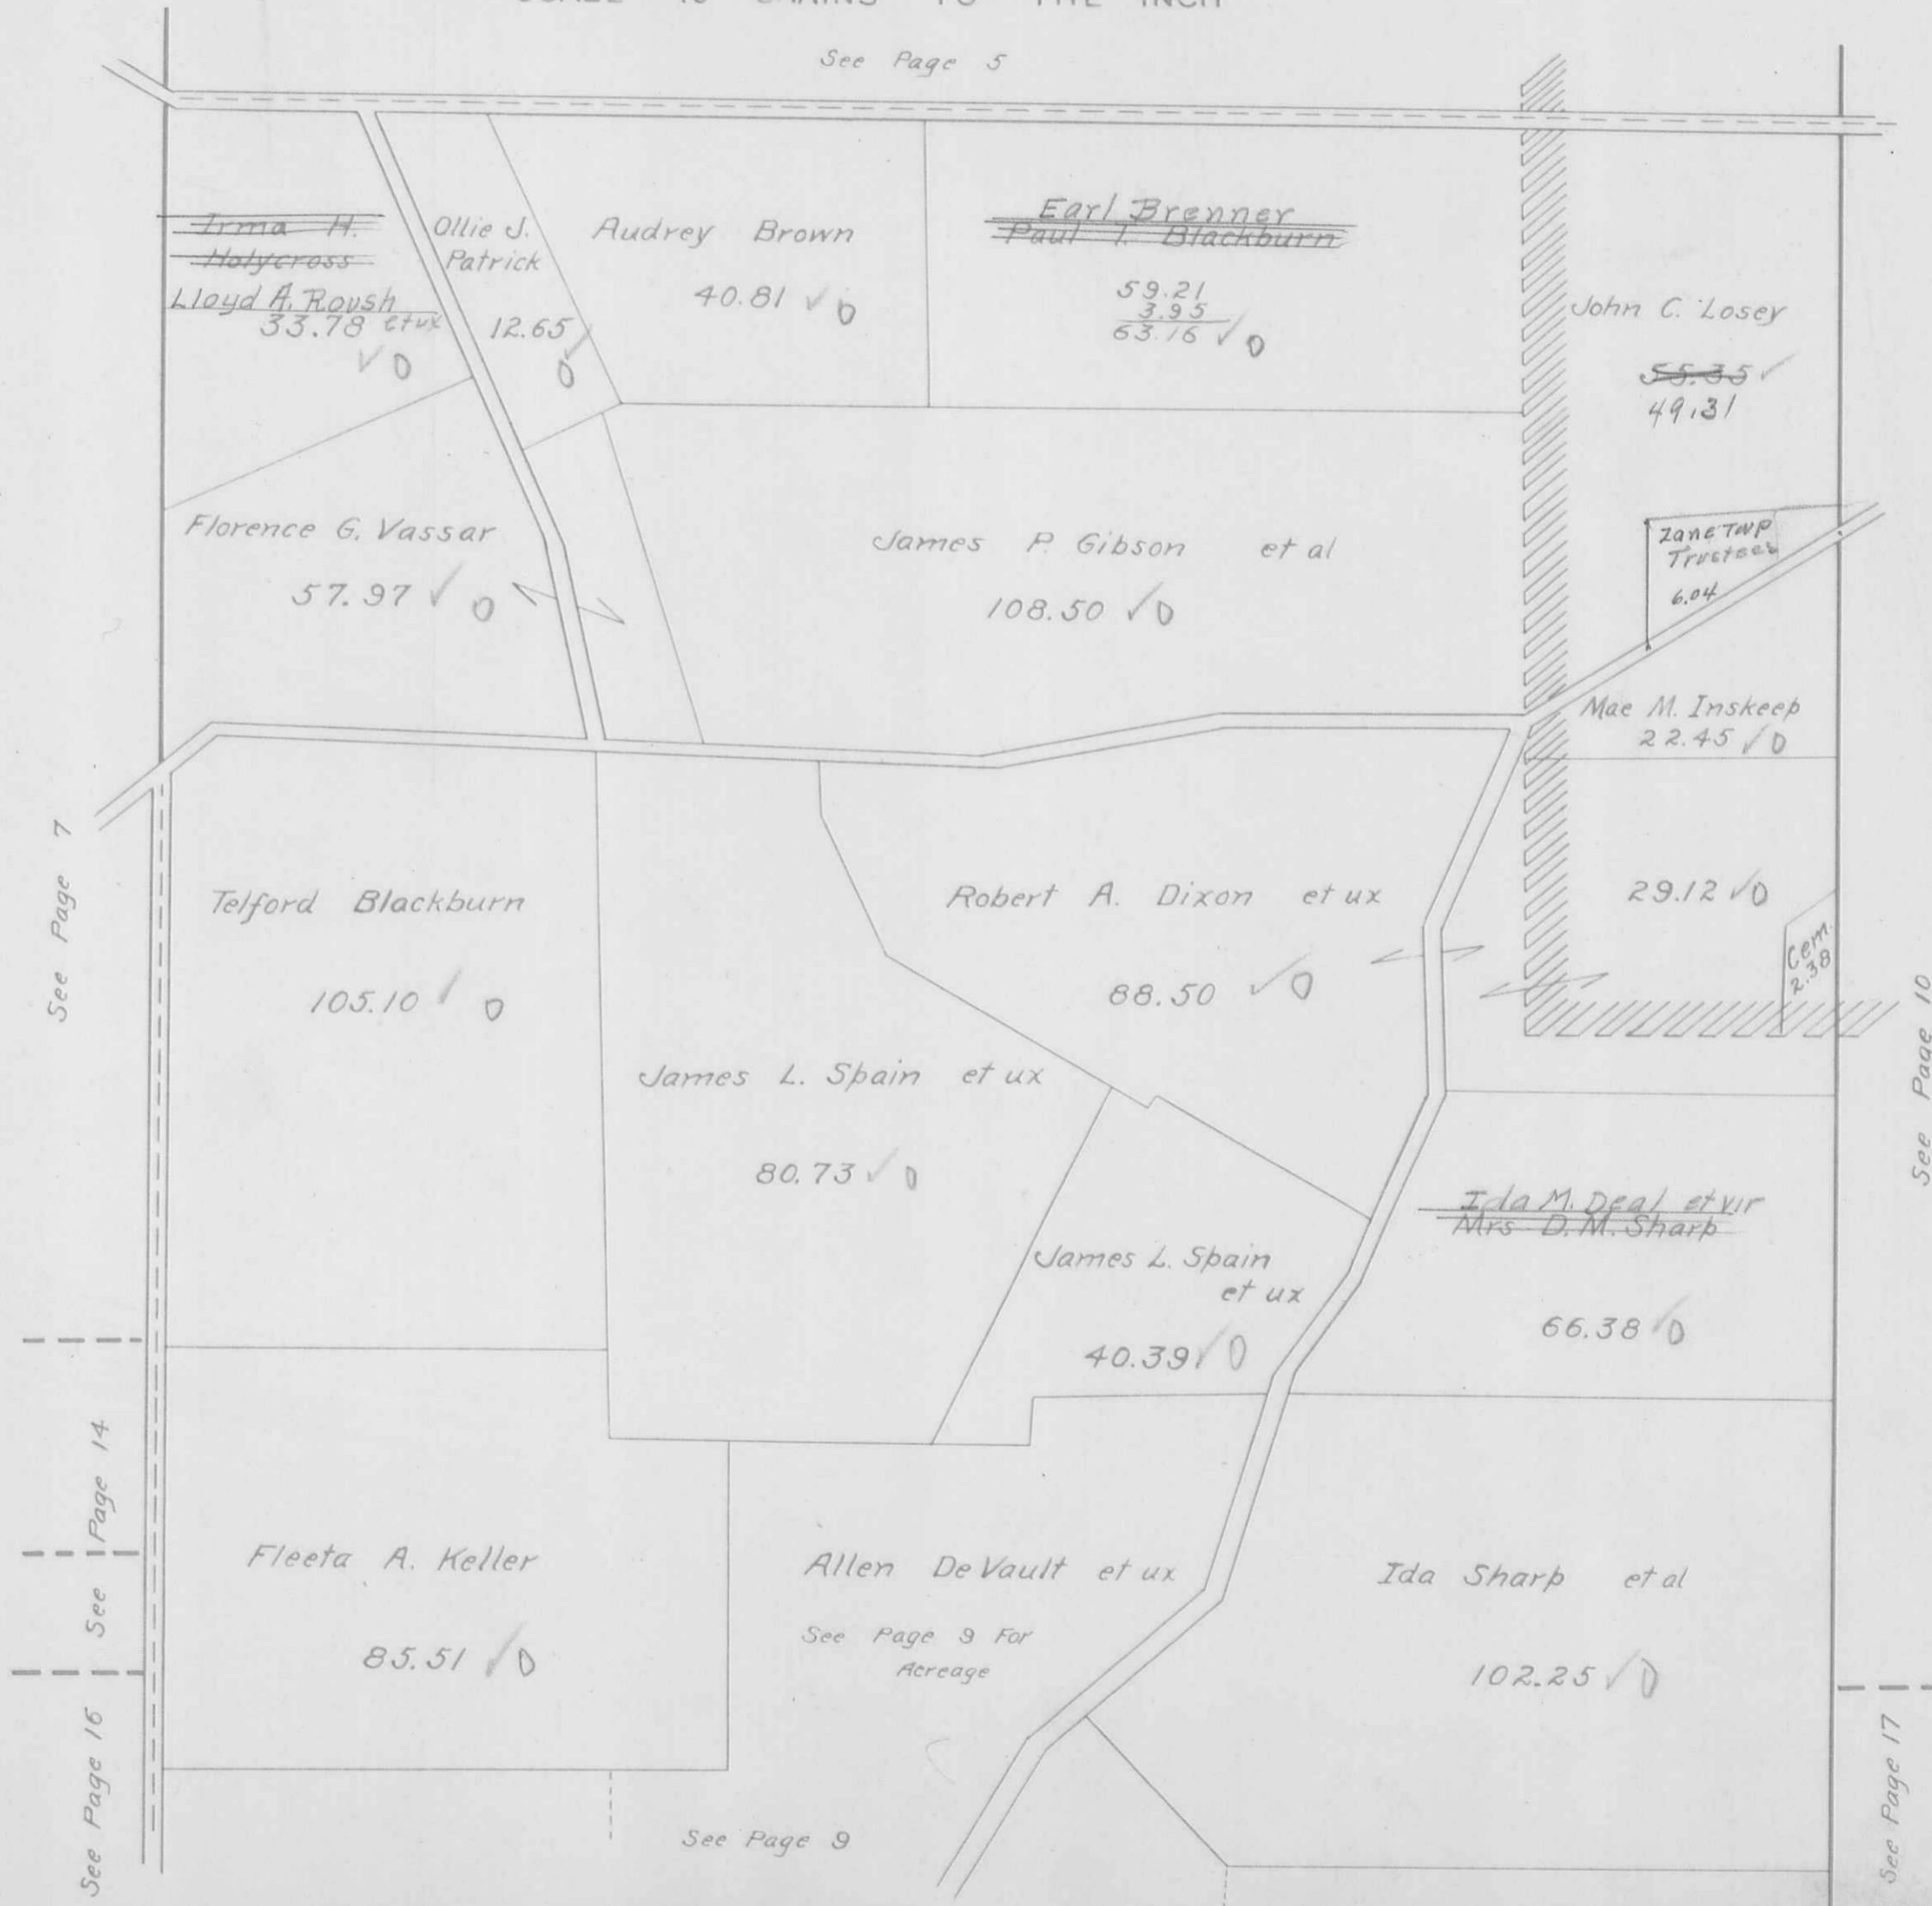 See Page 5
Irma H.
Holycross
Lloyd A. Roush
33.78 et ux
Ollie J.
Patrick
12.65
Audrey Brown
40.81
Earl Brenner
Paul T. Blackburn
59.21
3.95
63.16
John C. Losey
55.35
49.31
Zane Twp
Trustees
6.04
Florence G. Vassar
57.97
James P. Gibson et al
108.50
Mae M. Inskeep
22.45
See Page 7
Telford Blackburn
105.10
Robert A. Dixon et ux
88.50
29.12
Cem.
2.38
See Page 10
James L. Spain et ux
80.73
James L. Spain
et ux
40.39
Ida M. Deal et vir
Mrs D. M. Sharp
66.38
See Page 14
Fleeta A. Keller
85.51
Allen DeVault et ux
See Page 9 For
Acreage
Ida Sharp et al
102.25
See Page 16
See Page 9
See Page 17